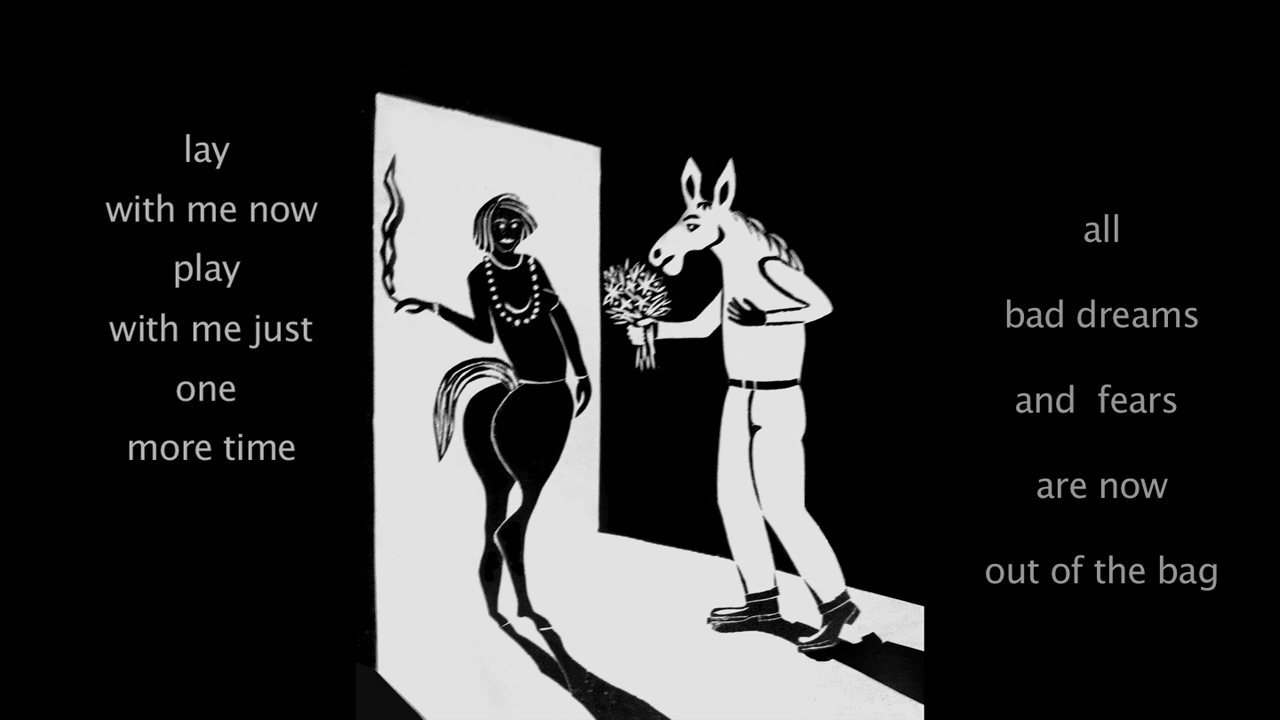 lay
with me now
play
with me just
one
more time
all
bad dreams
and  fears
are now
out of the bag